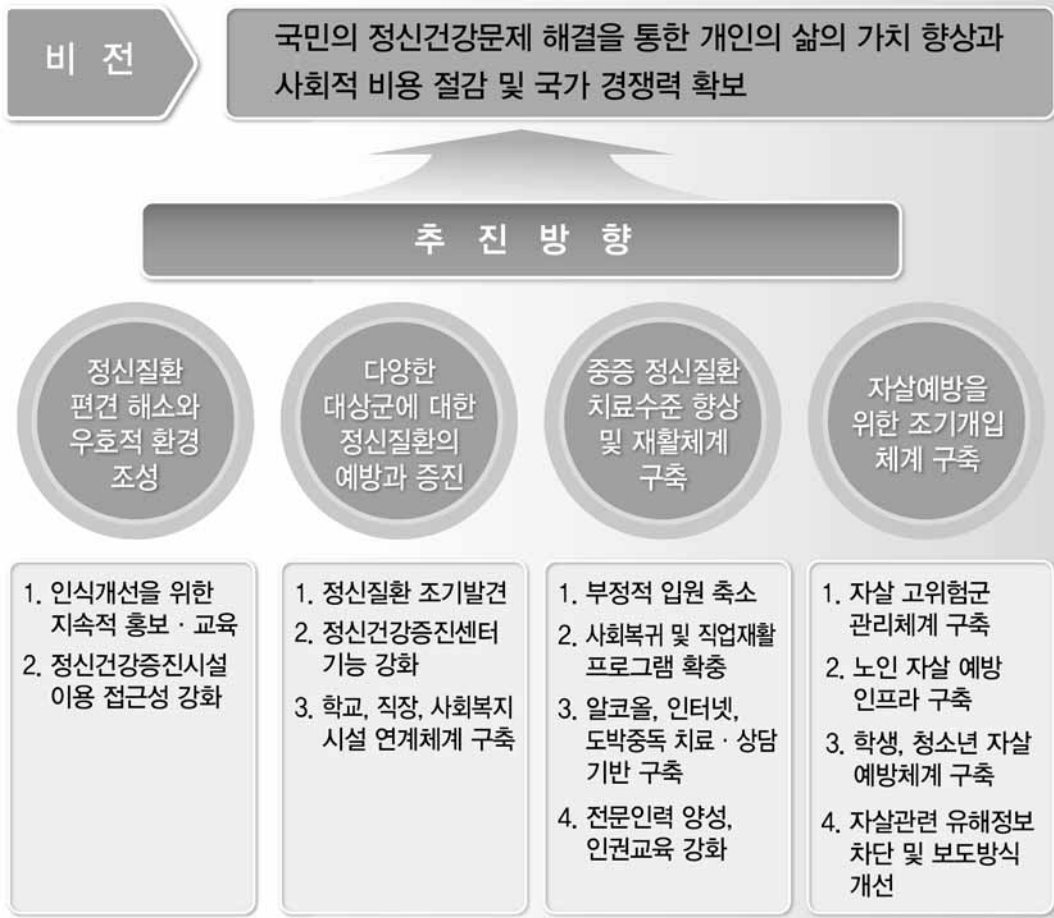 비 전
국민의 정신건강문제 해결을 통한 개인의 삶의 가치 향상과
사회적 비용 절감 및 국가 경쟁력 확보
추 진 방 향
정신질환
편견 해소와
우호적 환경
조성
다양한
대상군에 대한
정신질환의
예방과 증진
중증 정신질환
치료수준 향상
및 재활체계
구축
자살예방을
위한 조기개입
체계 구축
1. 인식개선을 위한
지속적 홍보 · 교육
2. 정신건강증진시설
이용 접근성 강화
1. 정신질환 조기발견
2. 정신건강증진센터
기능 강화
3. 학교, 직장, 사회복지
시설 연계체계 구축
1. 부정적 입원 축소
2. 사회복귀 및 직업재활
프로그램 확충
3. 알코올, 인터넷,
도박중독 치료 · 상담
기반 구축
4. 전문인력 양성,
인권교육 강화
1. 자살 고위험군
관리체계 구축
2. 노인 자살 예방
인프라 구축
3. 학생, 청소년 자살
예방체계 구축
4. 자살관련 유해정보
차단 및 보도방식
개선